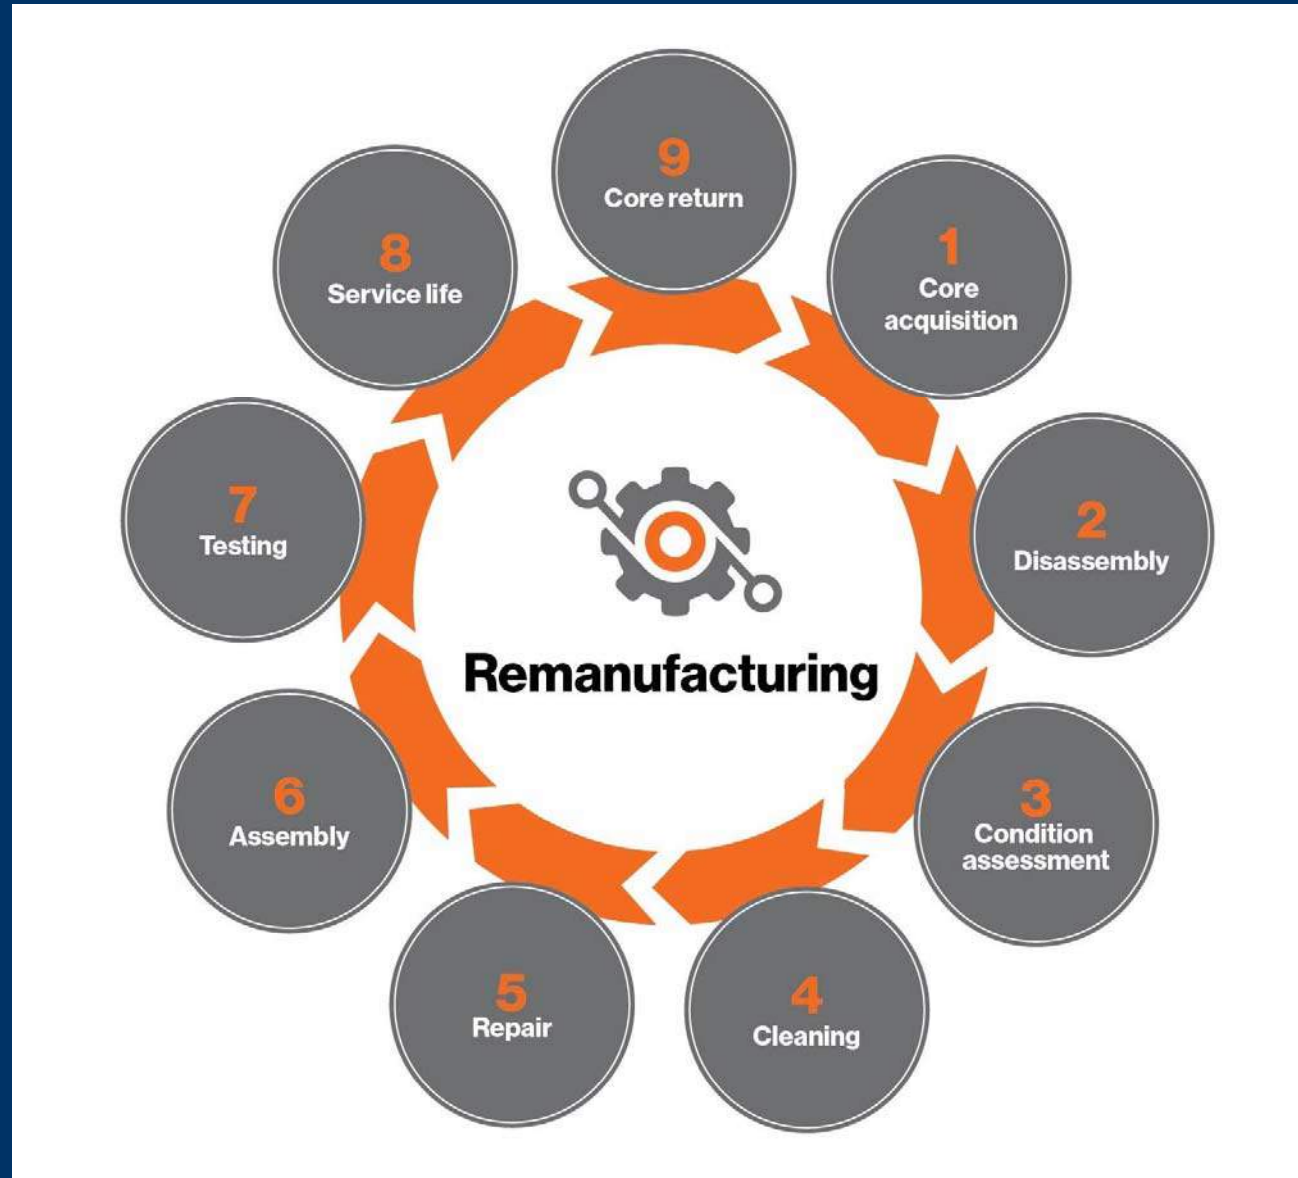 9
Core return
1
Core
acquisition
2
Disassembly
3
Condition
assessment
4
Cleaning
5
Repair
6
Assembly
7
Testing
8
Service life
Remanufacturing